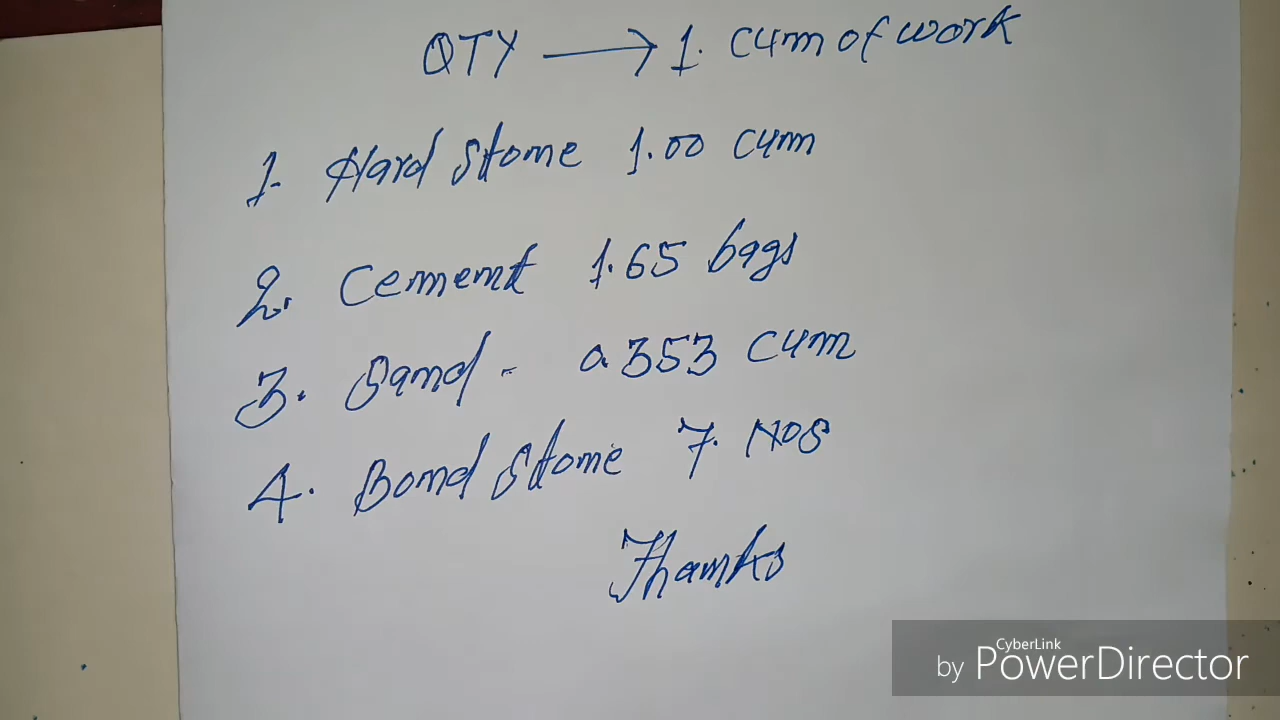 QTY → 1. cum of work
1. Hard Stone 1.00 cum
2. Cement 1.65 bags
3. Sand - 0.353 cum
4. Bond Stone 7. Nos
Thanks
CyberLink
by PowerDirector